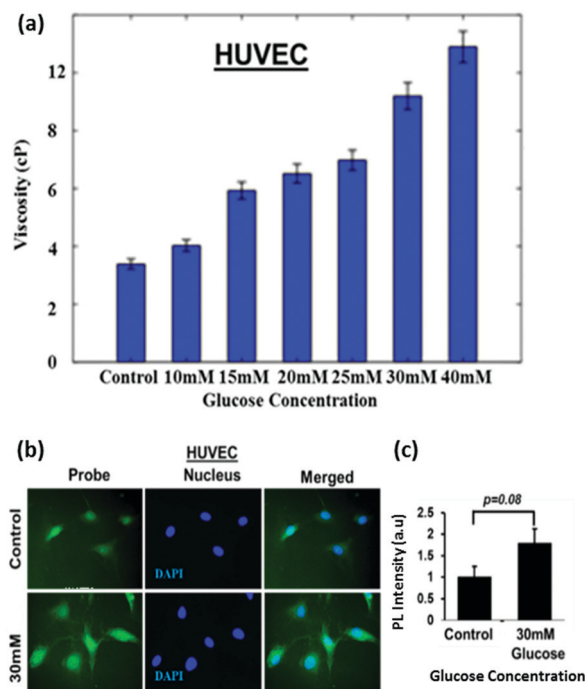 (a)
HUVEC
Viscosity (cP)
12
8
6
4
2
0
Control 10mM 15mM 20mM 25mM 30mM 40mM
Glucose Concentration
(b)
HUVEC
Probe Nucleus Merged
Control
DAPI
30mM
DAPI
(c)
p=0.08
PL Intensity (a.u)
2.5
2
1.5
1
0.5
0
Control 30mM
Glucose
Glucose Concentration